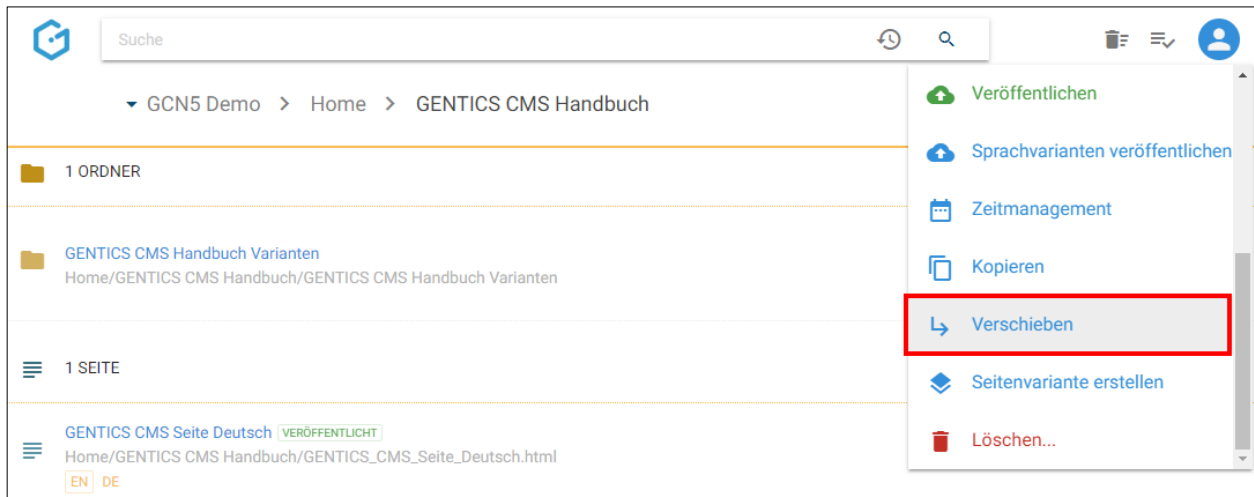 Suche
GCN5 Demo > Home > GENTICS CMS Handbuch
1 ORDNER
GENTICS CMS Handbuch Varianten
Home/GENTICS CMS Handbuch/GENTICS CMS Handbuch Varianten
1 SEITE
GENTICS CMS Seite Deutsch VERÖFFENTLICHT
Home/GENTICS CMS Handbuch/GENTICS_CMS_Seite_Deutsch.html
EN DE
Veröffentlichen
Sprachvarianten veröffentlichen
Zeitmanagement
Kopieren
Verschieben
Seitenvariante erstellen
Löschen...